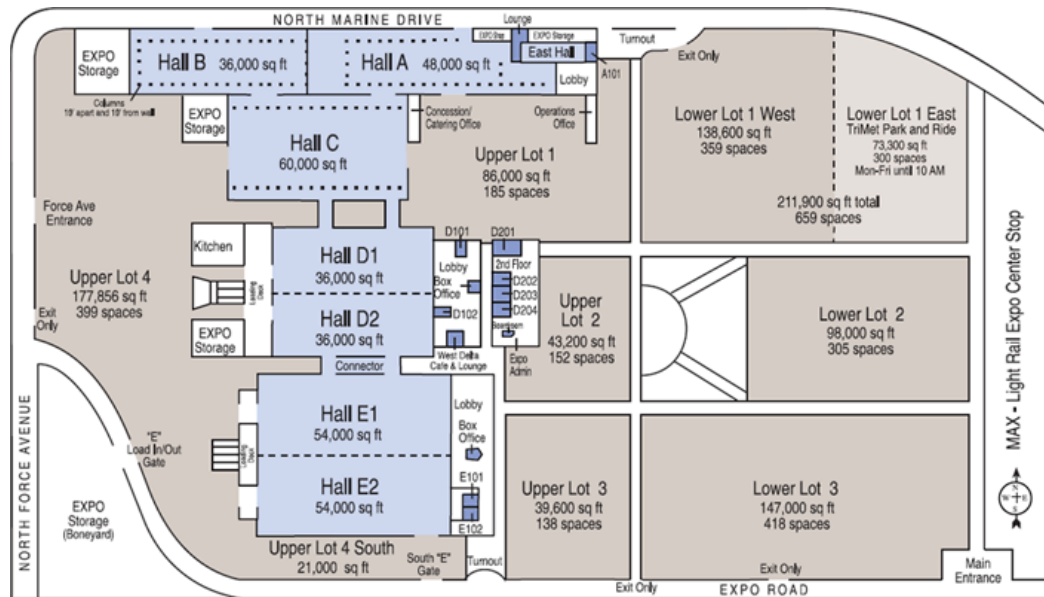 NORTH MARINE DRIVE
Lounge
EXPO Storage
Turnout
EXPO
Storage
Hall B
36,000 sq ft
Hall A
48,000 sq ft
East Hall
Lobby
A101
Exit Only
Columns
10' apart and 10' from wall
EXPO
Storage
Concession/
Catering Office
Operations
Office
Hall C
60,000 sq ft
Upper Lot 1
86,000 sq ft
185 spaces
Lower Lot 1 West
138,600 sq ft
359 spaces
Lower Lot 1 East
TriMet Park and Ride
73,300 sq ft
300 spaces
Mon-Fri until 10 AM
211,900 sq ft total
659 spaces
Force Ave
Entrance
Kitchen
Hall D1
36,000 sq ft
D101
Lobby
Box
Office
D102
D201
2nd Floor
D202
D203
D204
Boardroom
Expo
Admin
West Delta
Cafe & Lounge
Upper Lot 4
177,856 sq ft
399 spaces
Loading
Dock
Exit
Only
EXPO
Storage
Hall D2
36,000 sq ft
Connector
Upper
Lot 2
43,200 sq ft
152 spaces
Lower Lot 2
98,000 sq ft
305 spaces
MAX - Light Rail Expo Center Stop
N
W
E
S
Hall E1
54,000 sq ft
Lobby
Box
Office
"E"
Load In/Out
Gate
Loading
Dock
Hall E2
54,000 sq ft
E101
E102
NORTH FORCE AVENUE
EXPO
Storage
(Boneyard)
Upper Lot 3
39,600 sq ft
138 spaces
Lower Lot 3
147,000 sq ft
418 spaces
Upper Lot 4 South
21,000 sq ft
South "E"
Gate
Turnout
Exit Only
Exit Only
EXPO ROAD
Main
Entrance